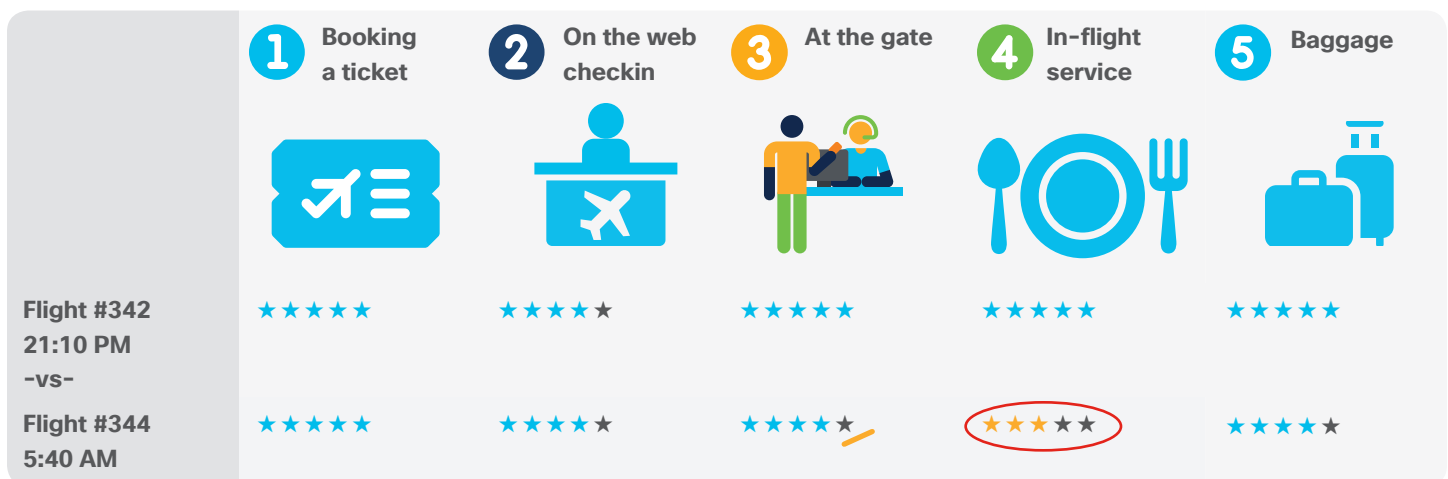 1 Booking
a ticket
2 On the web
checkin
3 At the gate
4 In-flight
service
5 Baggage
Flight #342
21:10 PM
-vs-
Flight #344
5:40 AM